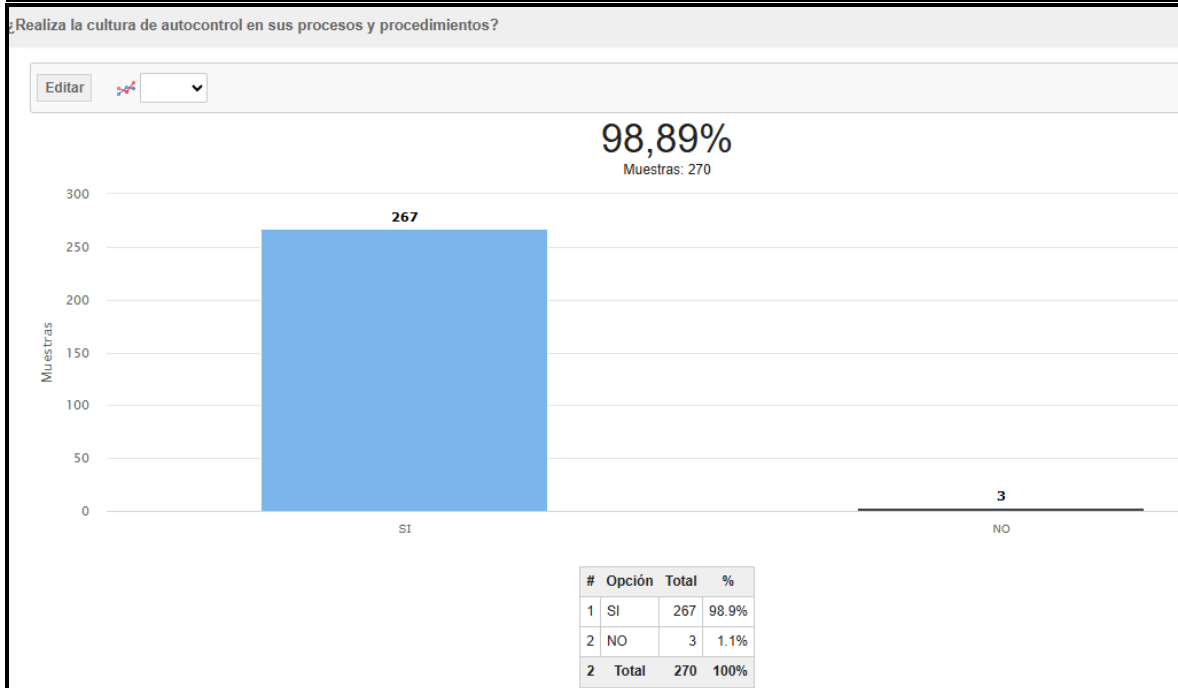 ¿Realiza la cultura de autocontrol en sus procesos y procedimientos?
Editar
98,89%
Muestras: 270
300
267
250
200
Muestras
150
100
50
3
0
SI NO
# Opción Total %
1 SI 267 98.9%
2 NO 3 1.1%
2 Total 270 100%